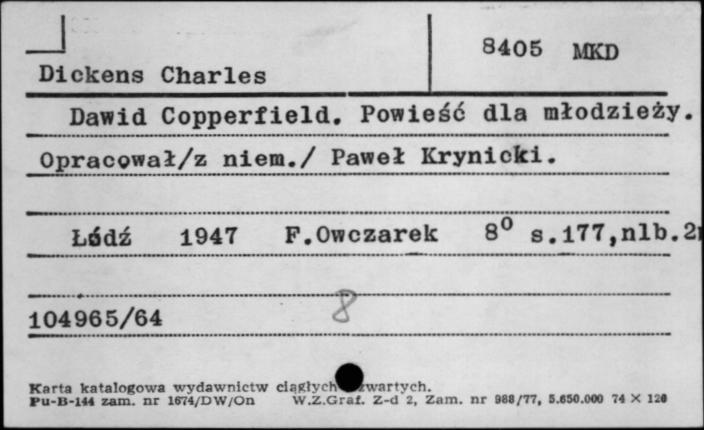 8405 MKD
Dickens Charles
Dawid Copperfield. Powieść dla młodzieży.
Opracował/z niem./ Paweł Krynicki.
Łódź 1947 F.Owczarek 8⁰ s.177,nlb.2
104965/64 8
Karta katalogowa wydawnictw ciągłych zwartych.
Pu-B-144 zam. nr 1674/DW/On W.Z.Graf. Z-d 2, Zam. nr 988/77, 5.650.000 74 × 120